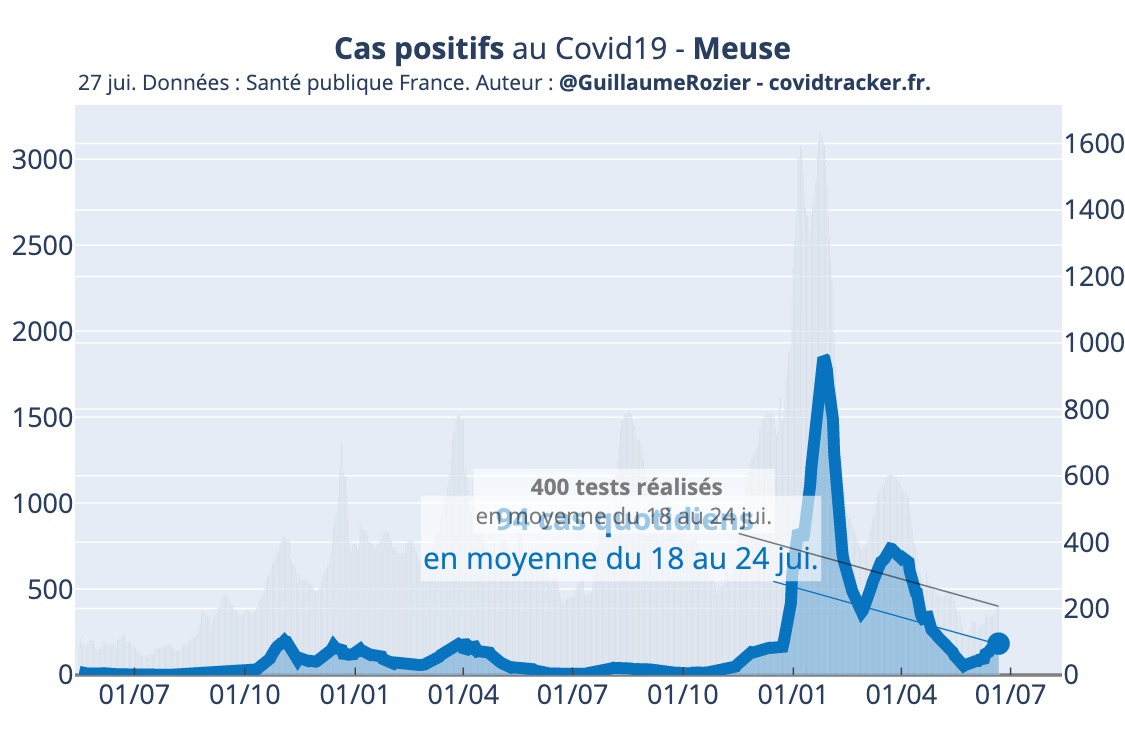 Cas positifs au Covid19 - Meuse
27 jui. Données : Santé publique France. Auteur : @GuillaumeRozier - covidtracker.fr.
3000
2500
2000
1500
1000
500
0
1600
1400
1200
1000
800
600
400
200
0
400 tests réalisés
en moyenne du 18 au 24 jui.
94 cas quotidiens
en moyenne du 18 au 24 jui.
01/07 01/10 01/01 01/04 01/07 01/10 01/01 01/04 01/07